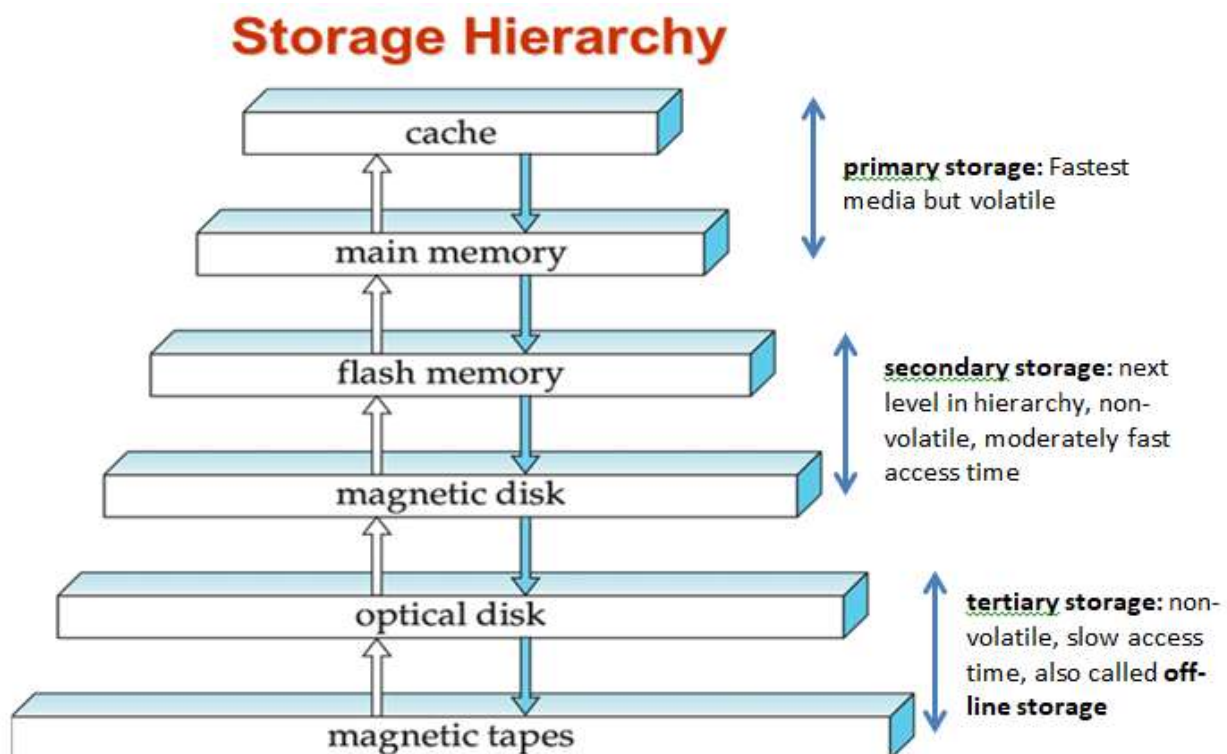 Storage Hierarchy
cache
primary storage: Fastest
media but volatile
main memory
flash memory
secondary storage: next
level in hierarchy, non-
volatile, moderately fast
access time
magnetic disk
optical disk
tertiary storage: non-
volatile, slow access
time, also called off-
line storage
magnetic tapes